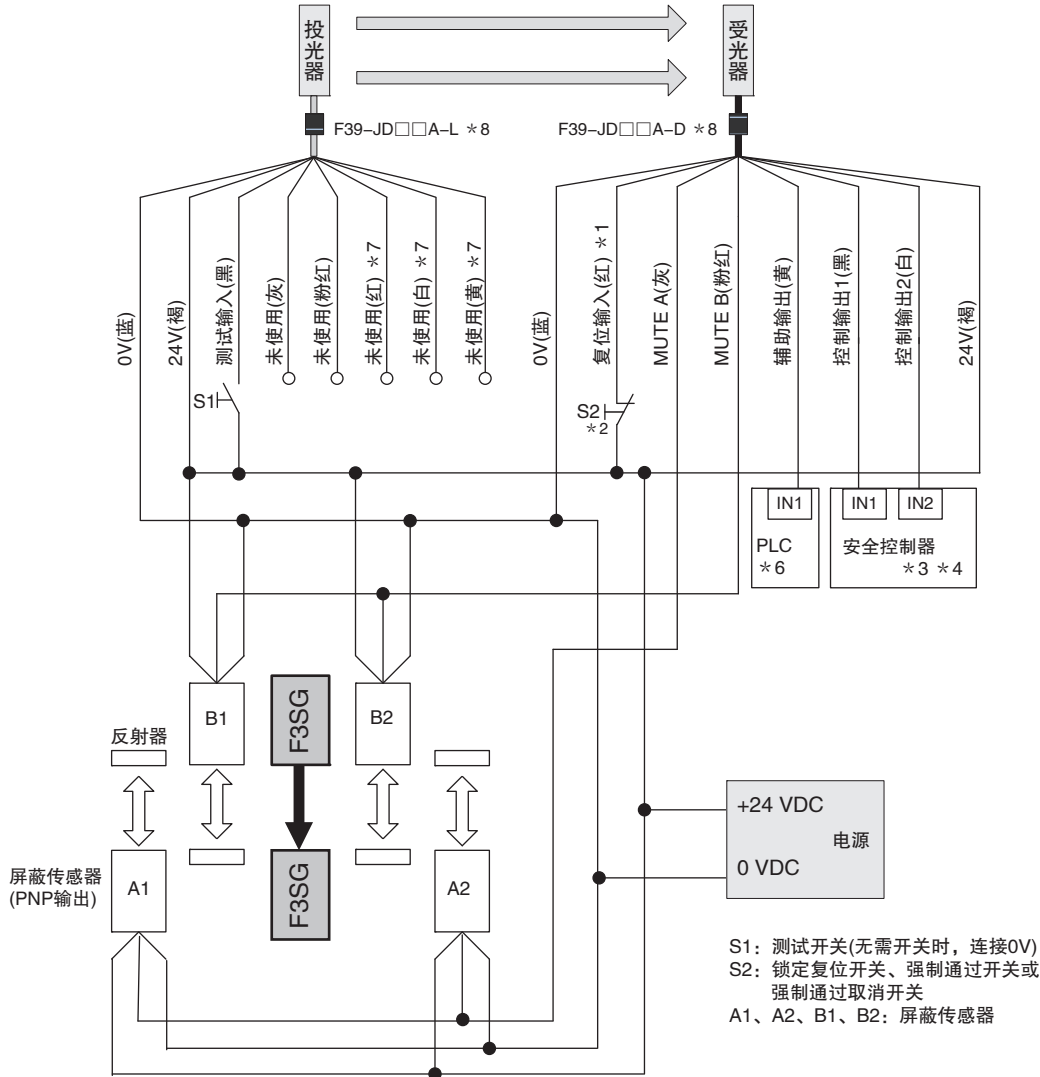 投光器
受光器
F39-JD□□A-L *8
F39-JD□□A-D *8
0V(蓝)
24V(褐)
测试输入(黑)
未使用(灰)
未使用(粉红)
未使用(红) *7
未使用(白) *7
未使用(黄) *7
0V(蓝)
复位输入(红) *1
MUTE A(灰)
MUTE B(粉红)
辅助输出(黄)
控制输出1(黑)
控制输出2(白)
24V(褐)
S1
S2
*2
IN1
IN1
IN2
PLC
*6
安全控制器
*3 *4
B1
F3SG
B2
反射器
+24 VDC
电源
0 VDC
屏蔽传感器
(PNP输出)
A1
F3SG
A2
S1：测试开关(无需开关时，连接0V)
S2：锁定复位开关、强制通过开关或
强制通过取消开关
A1、A2、B1、B2：屏蔽传感器